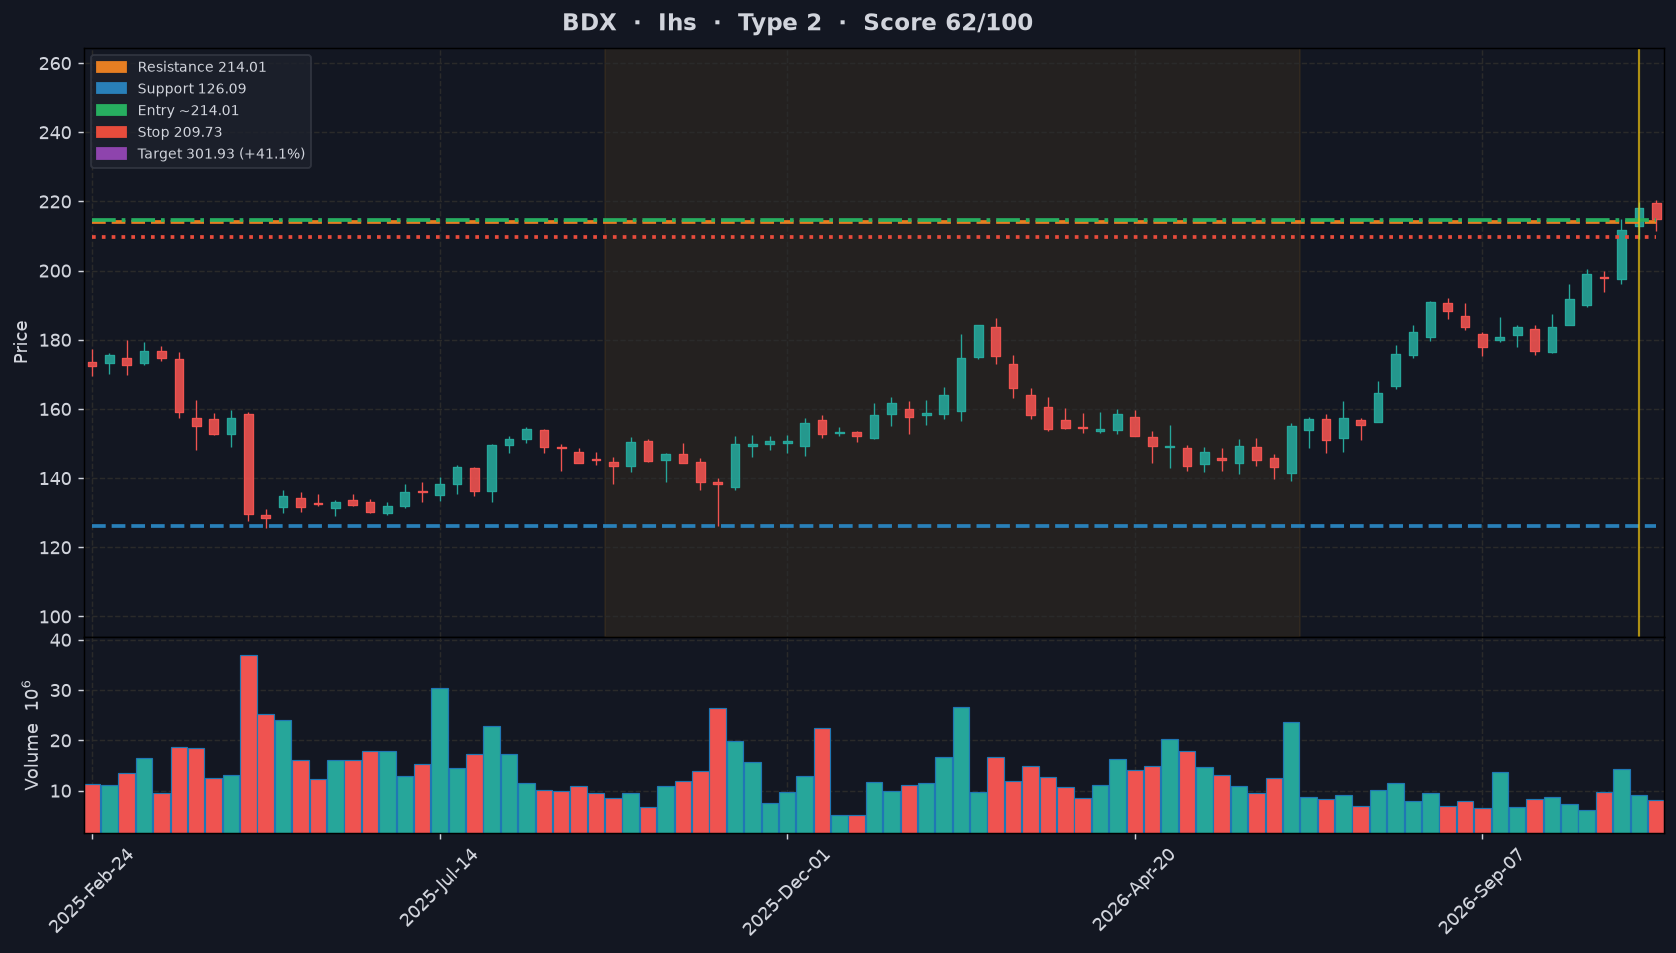 BDX · Ihs · Type 2 · Score 62/100
Resistance 214.01
Support 126.09
Entry ~214.01
Stop 209.73
Target 301.93 (+41.1%)
Price
260
240
220
200
180
160
140
120
100
Volume 10⁶
40
30
20
10
2025-Feb-24
2025-Jul-14
2025-Dec-01
2026-Apr-20
2026-Sep-07